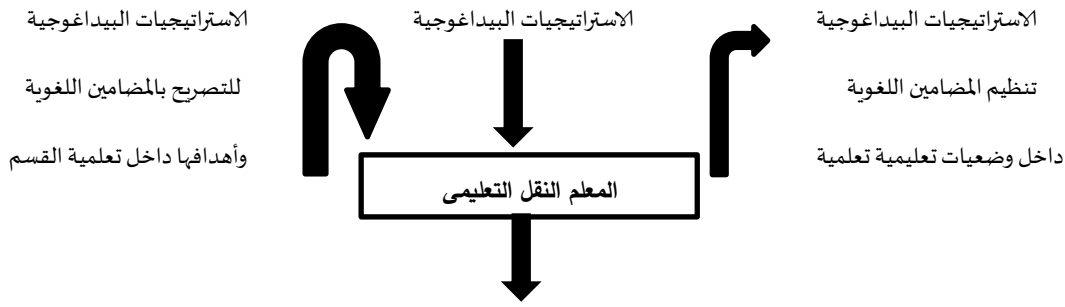 الاستراتيجيات البيداغوجية
تنظيم المضامين اللغوية
داخل وضعيات تعليمية تعلمية
الاستراتيجيات البيداغوجية
الاستراتيجيات البيداغوجية
للتصريح بالمضامين اللغوية
وأهدافها داخل تعلمية القسم
المعلم النقل التعليمى